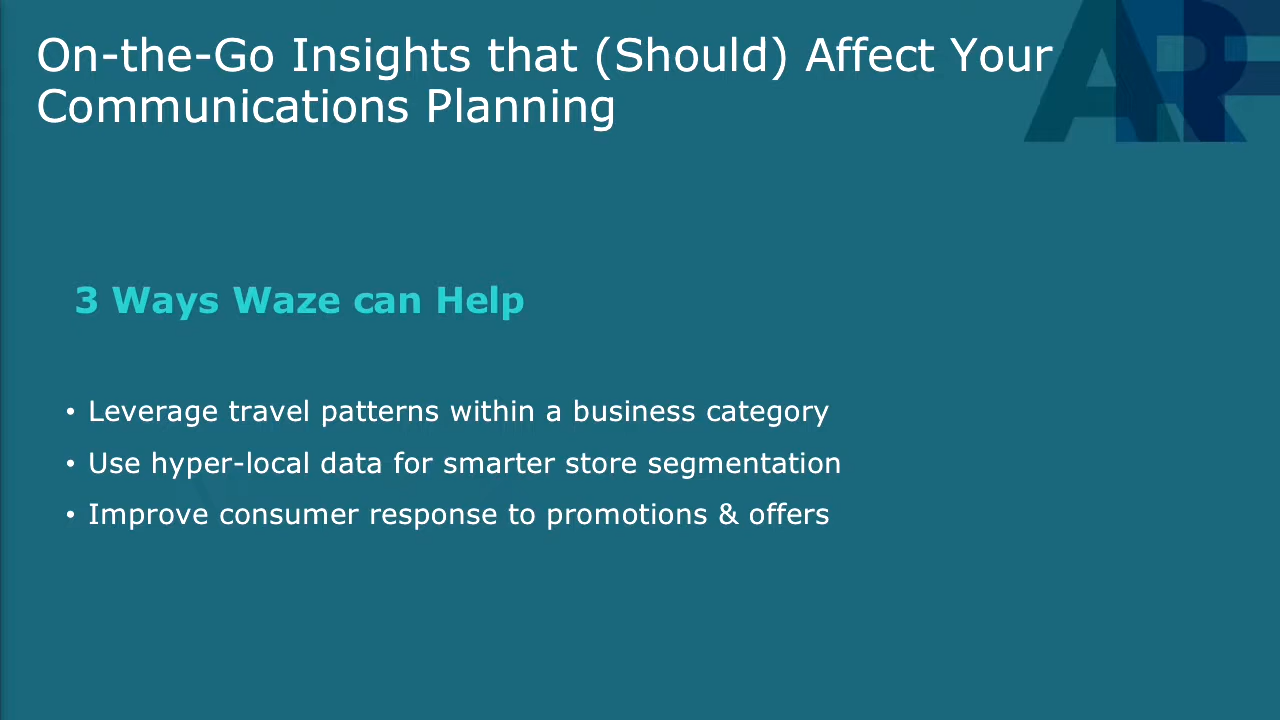 On-the-Go Insights that (Should) Affect Your
Communications Planning
ARF
3 Ways Waze can Help
• Leverage travel patterns within a business category
• Use hyper-local data for smarter store segmentation
• Improve consumer response to promotions & offers